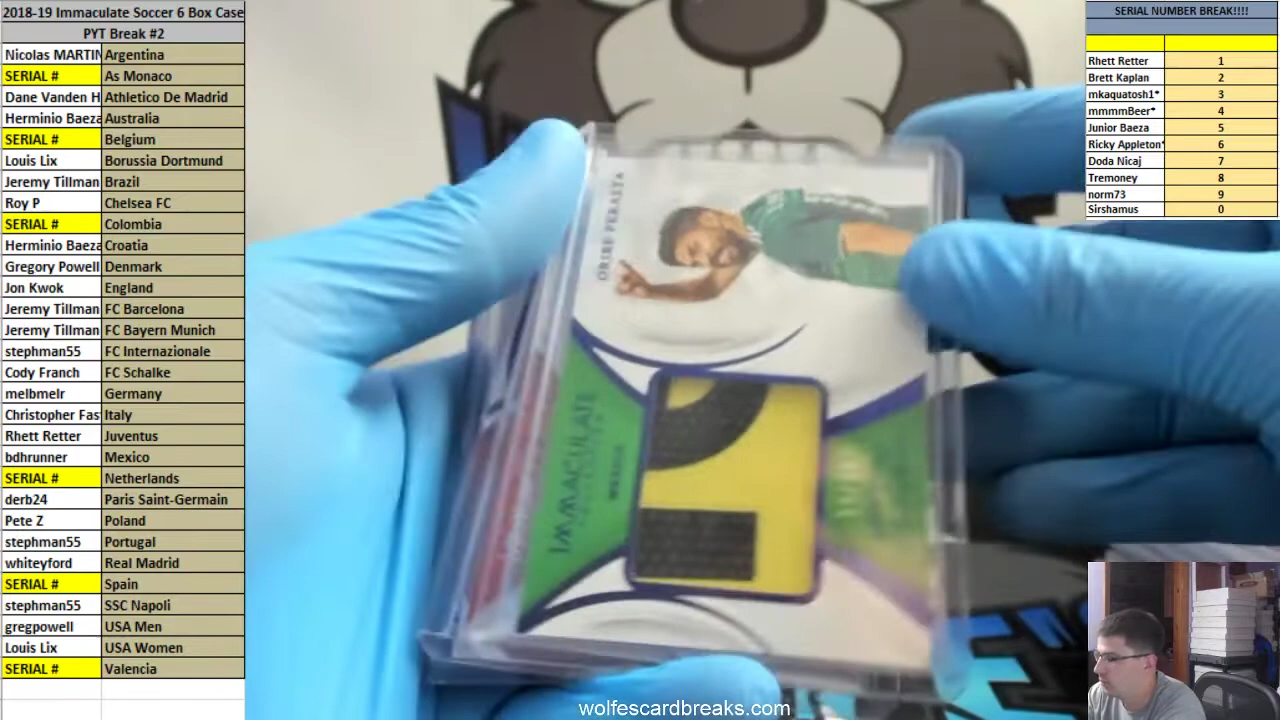 2018-19 Immaculate Soccer 6 Box Case
PYT Break #2
Nicolas MARTIN Argentina
SERIAL # As Monaco
Dane Vanden H Athletico De Madrid
Herminio Baeza Australia
SERIAL # Belgium
Louis Lix Borussia Dortmund
Jeremy Tillman Brazil
Roy P Chelsea FC
SERIAL # Colombia
Herminio Baeza Croatia
Gregory Powell Denmark
Jon Kwok England
Jeremy Tillman FC Barcelona
Jeremy Tillman FC Bayern Munich
stephman55 FC Internazionale
Cody Franch FC Schalke
melbmelr Germany
Christopher Fas Italy
Rhett Retter Juventus
bdhrunner Mexico
SERIAL # Netherlands
derb24 Paris Saint-Germain
Pete Z Poland
stephman55 Portugal
whiteyford Real Madrid
SERIAL # Spain
stephman55 SSC Napoli
gregpowell USA Men
Louis Lix USA Women
SERIAL # Valencia
ORIBE PERALTA
IMMACULATE
COLLECTION
MEXICO
SERIAL NUMBER BREAK!!!!
Rhett Retter 1
Brett Kaplan 2
mkaquatosh1* 3
mmmmBeer* 4
Junior Baeza 5
Ricky Appleton* 6
Doda Nicaj 7
Tremoney 8
norm73 9
Sirshamus 0
wolfescardbreaks.com